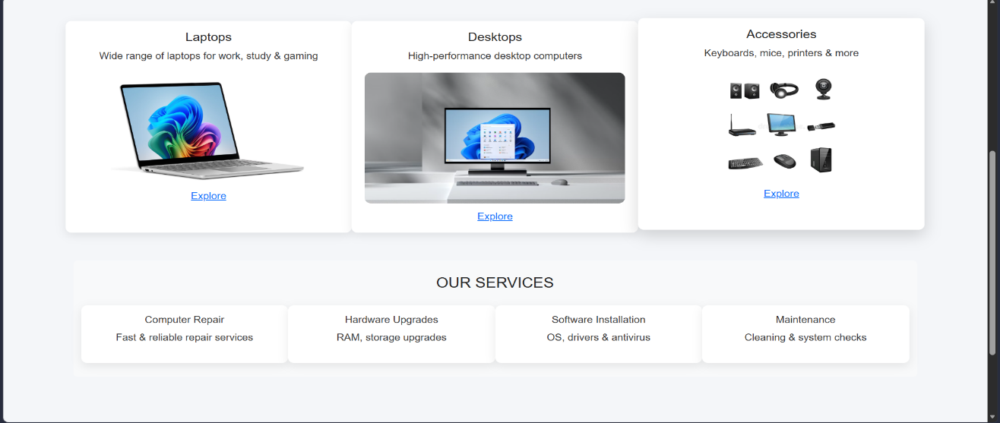 Laptops
Wide range of laptops for work, study & gaming
Explore
Desktops
High-performance desktop computers
Explore
Accessories
Keyboards, mice, printers & more
Explore
OUR SERVICES
Computer Repair
Fast & reliable repair services
Hardware Upgrades
RAM, storage upgrades
Software Installation
OS, drivers & antivirus
Maintenance
Cleaning & system checks